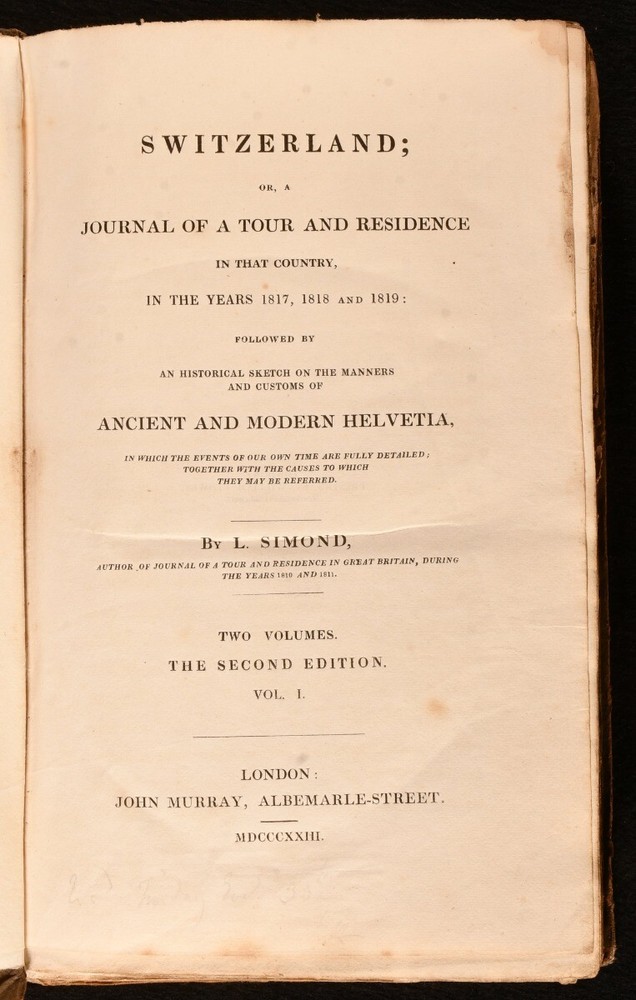 SWITZERLAND;
OR, A
JOURNAL OF A TOUR AND RESIDENCE
IN THAT COUNTRY,
IN THE YEARS 1817, 1818 AND 1819:
FOLLOWED BY
AN HISTORICAL SKETCH ON THE MANNERS
AND CUSTOMS OF
ANCIENT AND MODERN HELVETIA,
IN WHICH THE EVENTS OF OUR OWN TIME ARE FULLY DETAILED;
TOGETHER WITH THE CAUSES TO WHICH
THEY MAY BE REFERRED.
By L. SIMOND,
AUTHOR OF JOURNAL OF A TOUR AND RESIDENCE IN GREAT BRITAIN, DURING
THE YEARS 1810 AND 1811.
TWO VOLUMES.
THE SECOND EDITION.
VOL. I.
LONDON:
JOHN MURRAY, ALBEMARLE-STREET.
MDCCCXXIII.